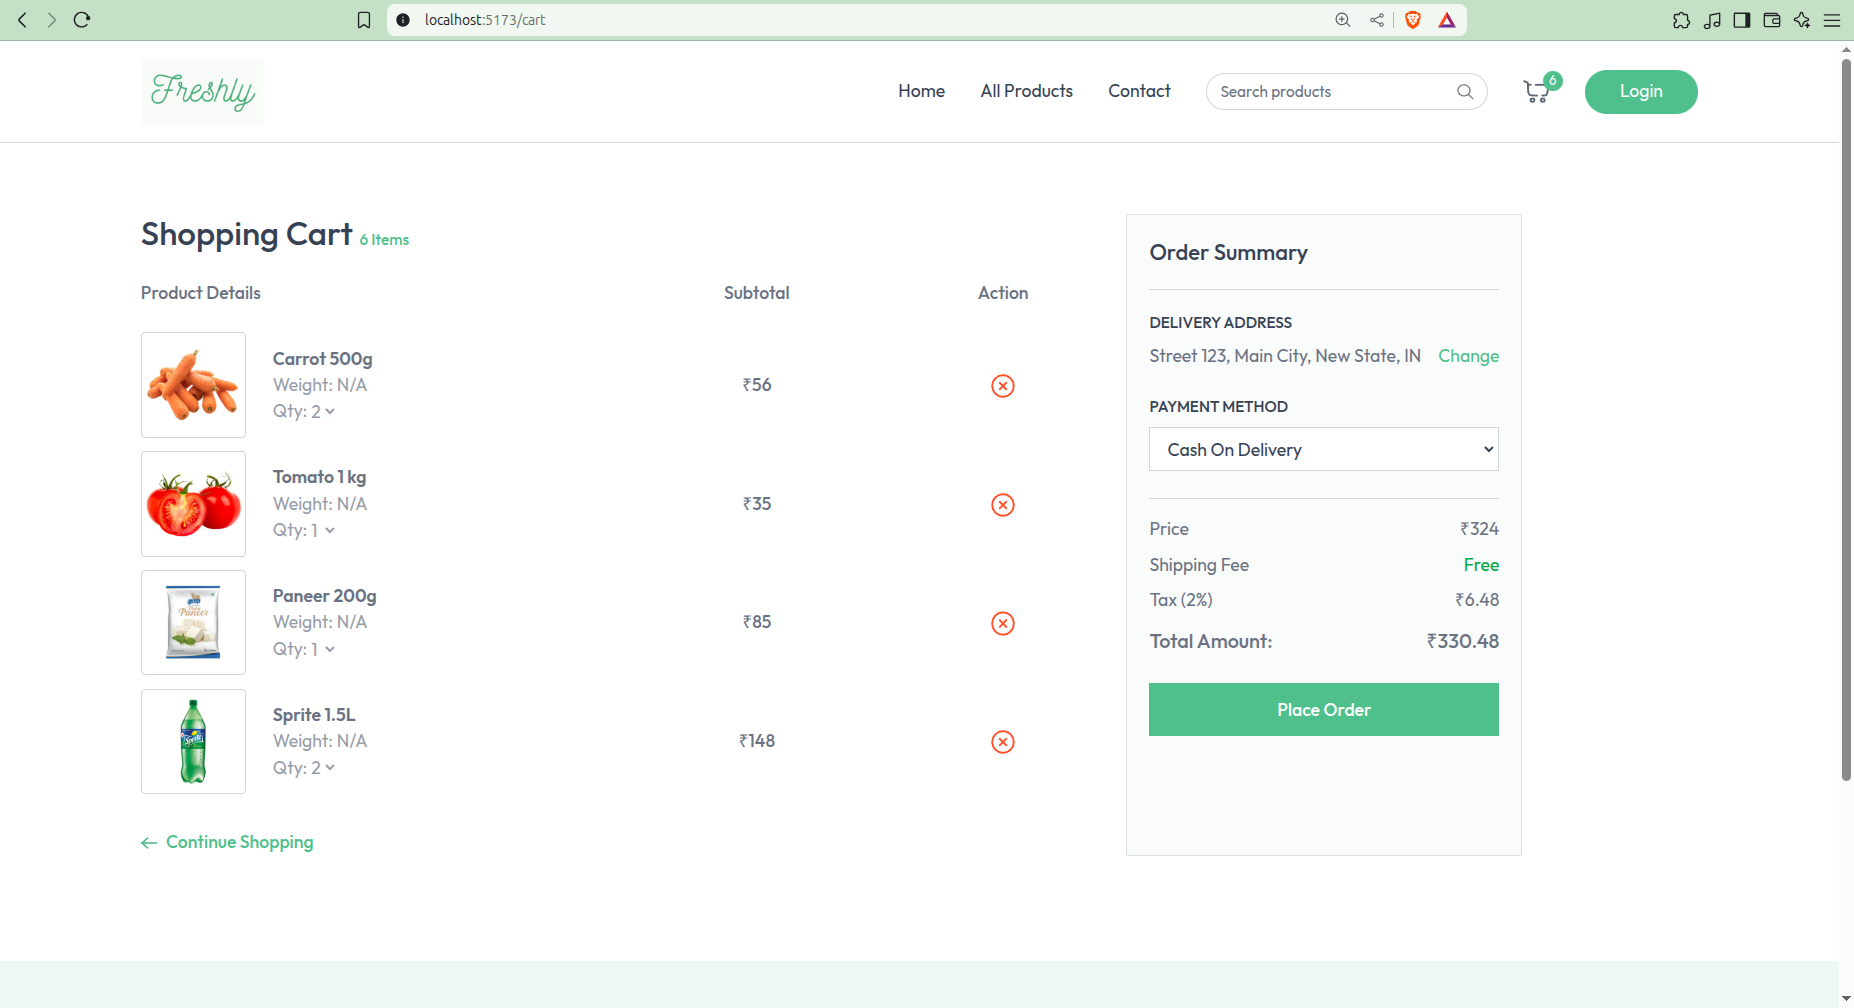 localhost:5173/cart
Freshly
Home
All Products
Contact
Search products
6
Login
Shopping Cart 6 Items
Product Details
Subtotal
Action
Carrot 500g
Weight: N/A
Qty: 2
₹56
Tomato 1 kg
Weight: N/A
Qty: 1
₹35
Paneer
Paneer 200g
Weight: N/A
Qty: 1
₹85
Sprite
Sprite 1.5L
Weight: N/A
Qty: 2
₹148
Continue Shopping
Order Summary
DELIVERY ADDRESS
Street 123, Main City, New State, IN
Change
PAYMENT METHOD
Cash On Delivery
Price
₹324
Shipping Fee
Free
Tax (2%)
₹6.48
Total Amount:
₹330.48
Place Order